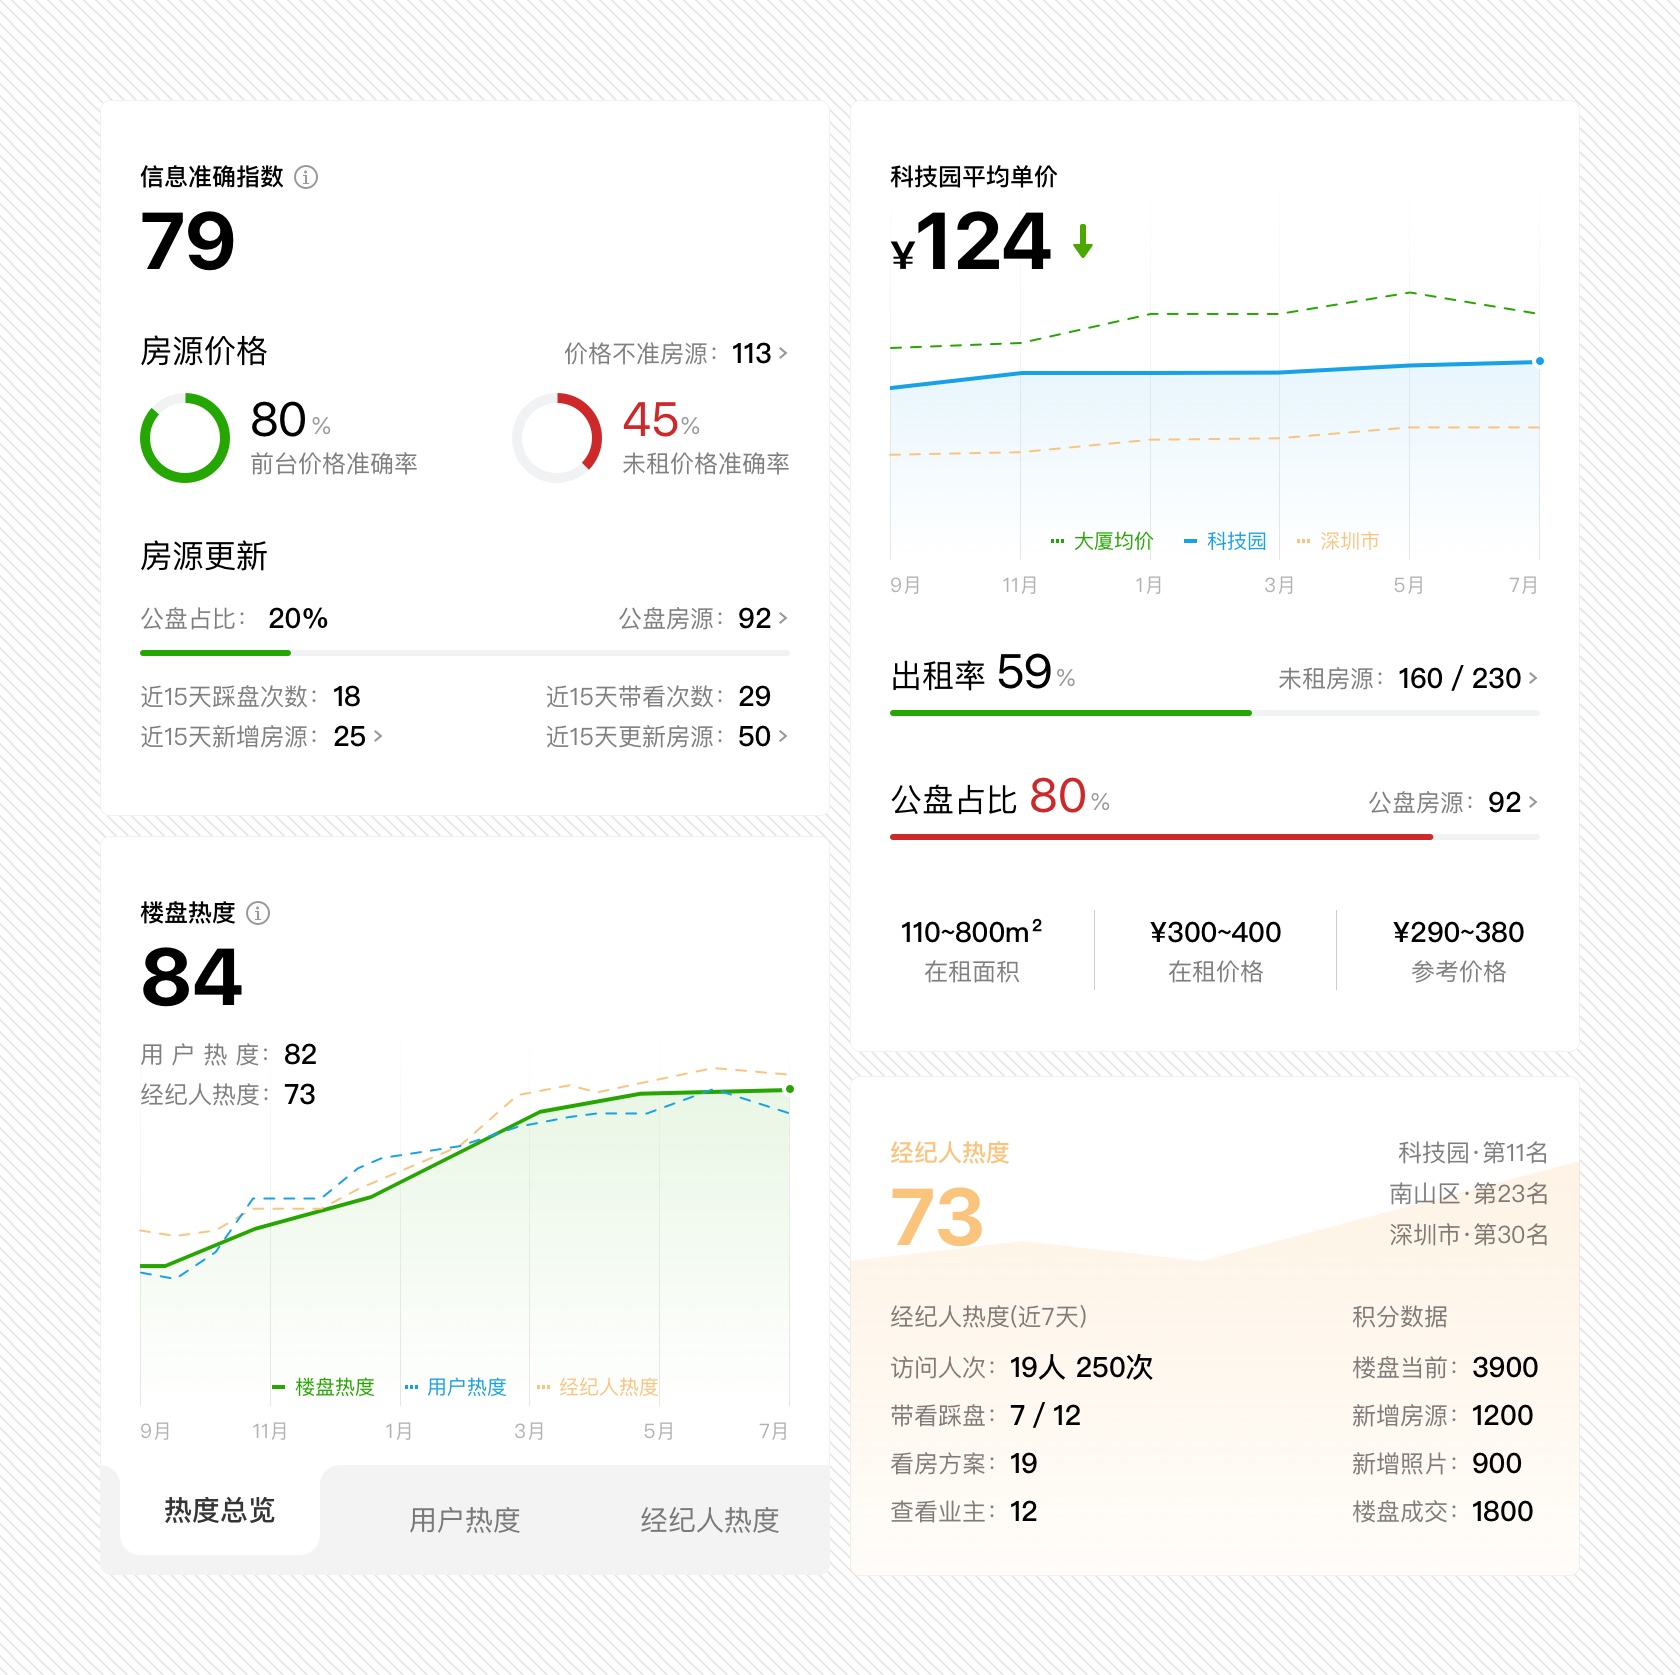 信息准确指数
79
房源价格
价格不准房源：113 >
80%
前台价格准确率
45%
未租价格准确率
房源更新
公盘占比： 20%
公盘房源：92 >
近15天踩盘次数：18
近15天带看次数：29
近15天新增房源：25 >
近15天更新房源：50 >
楼盘热度
84
用户热度：82
经纪人热度：73
楼盘热度 用户热度 经纪人热度
9月 11月 1月 3月 5月 7月
热度总览 用户热度 经纪人热度
科技园平均单价
¥124
大厦均价 科技园 深圳市
9月 11月 1月 3月 5月 7月
出租率 59%
未租房源：160 / 230 >
公盘占比 80%
公盘房源：92 >
110~800m²
在租面积
¥300~400
在租价格
¥290~380
参考价格
经纪人热度
73
科技园·第11名
南山区·第23名
深圳市·第30名
经纪人热度(近7天)
访问人次：19人 250次
带看踩盘：7 / 12
看房方案：19
查看业主：12
积分数据
楼盘当前：3900
新增房源：1200
新增照片：900
楼盘成交：1800